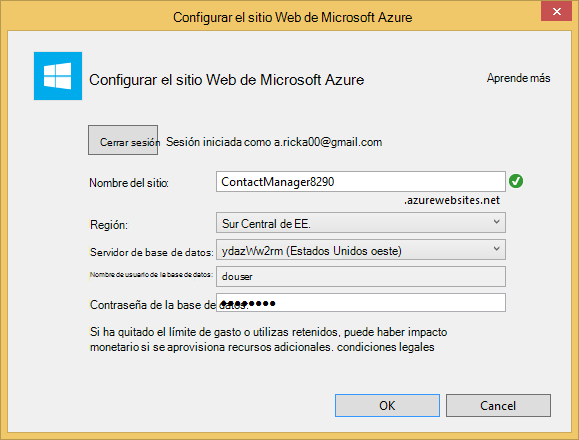 Configurar el sitio Web de Microsoft Azure
Configurar el sitio Web de Microsoft Azure
Aprende más
Cerrar sesión Sesión iniciada como a.ricka00@gmail.com
Nombre del sitio: ContactManager8290
.azurewebsites.net
Región: Sur Central de EE.
Servidor de base de datos: ydazWw2rm (Estados Unidos oeste)
Nombre de usuario de la base de datos: douser
Contraseña de la base de datos: ●●●●●●●●
Si ha quitado el límite de gasto o utilizas retenidos, puede haber impacto
monetario si se aprovisiona recursos adicionales. condiciones legales
OK Cancel